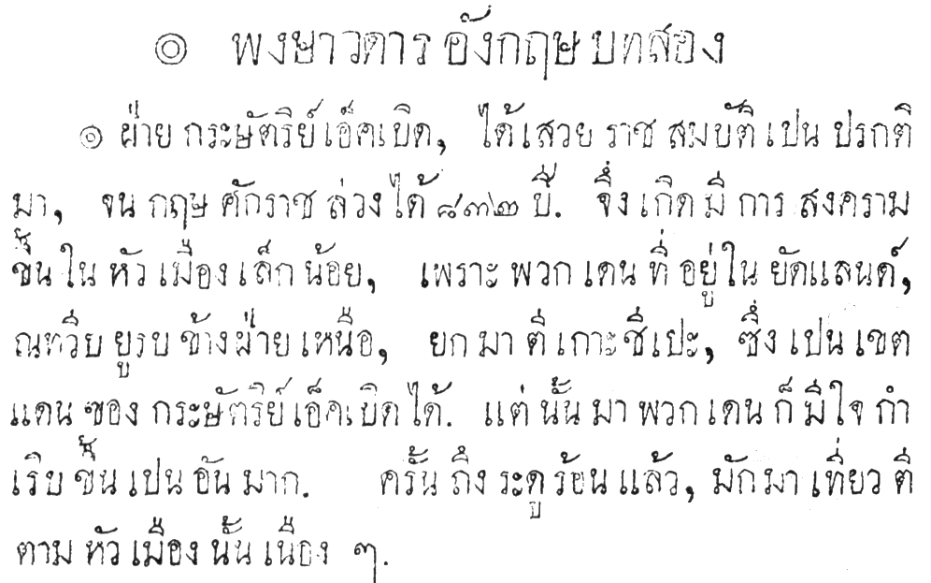 ๏ พงษาวดาร อังกฤษ บทสอง
๏ ฝ่าย กระษัตริย์ เอ็คเบิด, ได้ เสวย ราช สมบัติ เปน ปรกติ
มา, จน กฤษ ศักราช ล่วง ได้ ๘๓๒ ปี. จึ่ง เกิด มี การ สงคราม
ขึ้น ใน หัว เมือง เล็ก น้อย, เพราะ พวก เดน ที่ อยู่ ใน ยัดแลนด์,
ณทวีบ ยูรบ ข้าง ฝ่าย เหนือ, ยก มา ตี เกาะ ชีเปะ, ซึ่ง เปน เขต
แดน ของ กระษัตริย์ เอ็คเบิด ได้. แต่ นั้น มา พวก เดน ก็ มี ใจ กำ
เริบ ขึ้น เปน อัน มาก. ครั้น ถึง ระดู ร้อน แล้ว, มัก มา เที่ยว ตี
ตาม หัว เมือง นั้น เนือง ๆ.